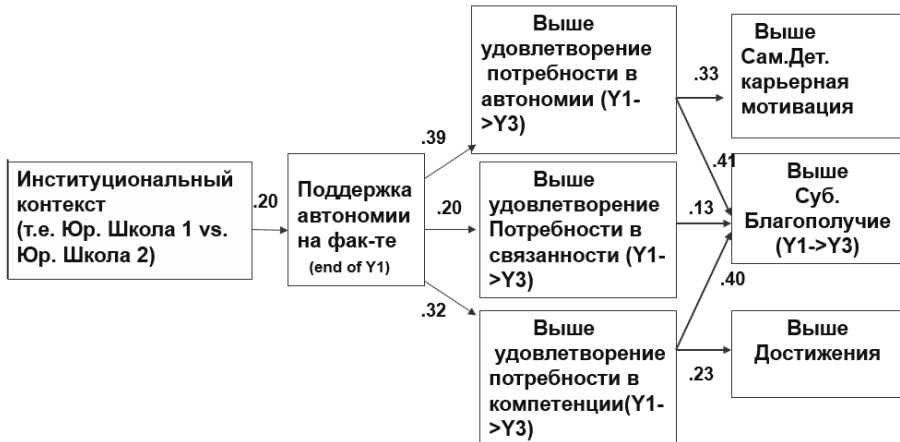 Институциональный
контекст
(т.е. Юр. Школа 1 vs.
Юр. Школа 2)
.20
Поддержка
автономии
на фак-те
(end of Y1)
.39
.20
.32
Выше
удовлетворение
потребности в
автономии (Y1-
>Y3)
Выше
удовлетворение
Потребности в
связанности (Y1-
>Y3)
Выше
удовлетворение
потребности в
компетенции(Y1-
>Y3)
.33
.41
.13
.40
.23
Выше
Сам.Дет.
карьерная
мотивация
Выше
Суб.
Благополучие
(Y1->Y3)
Выше
Достижения